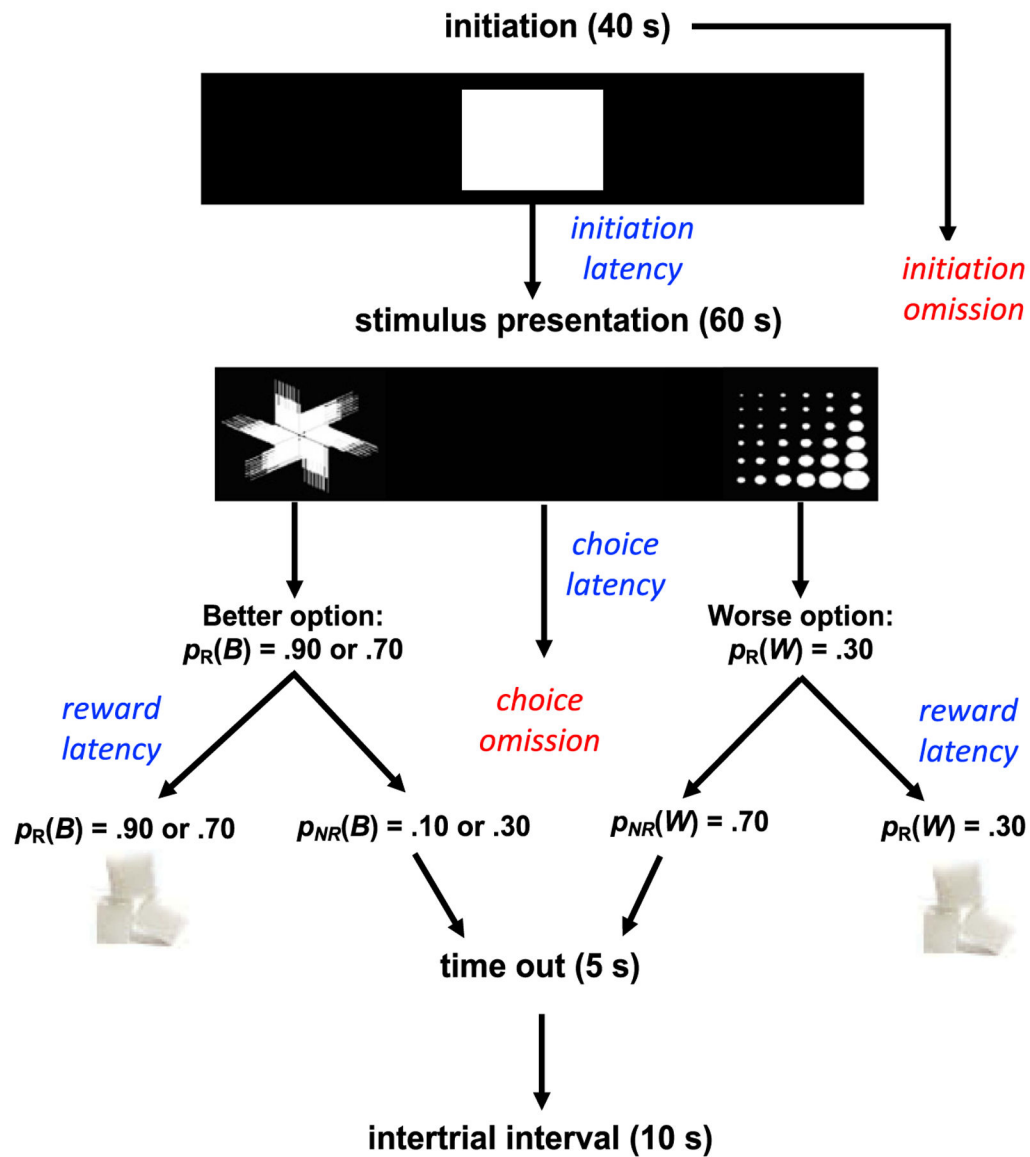 initiation (40 s)
initiation
latency
initiation
omission
stimulus presentation (60 s)
choice
latency
Better option:
pR(B) = .90 or .70
Worse option:
pR(W) = .30
reward
latency
choice
omission
reward
latency
pR(B) = .90 or .70
pNR(B) = .10 or .30
pNR(W) = .70
pR(W) = .30
time out (5 s)
intertrial interval (10 s)